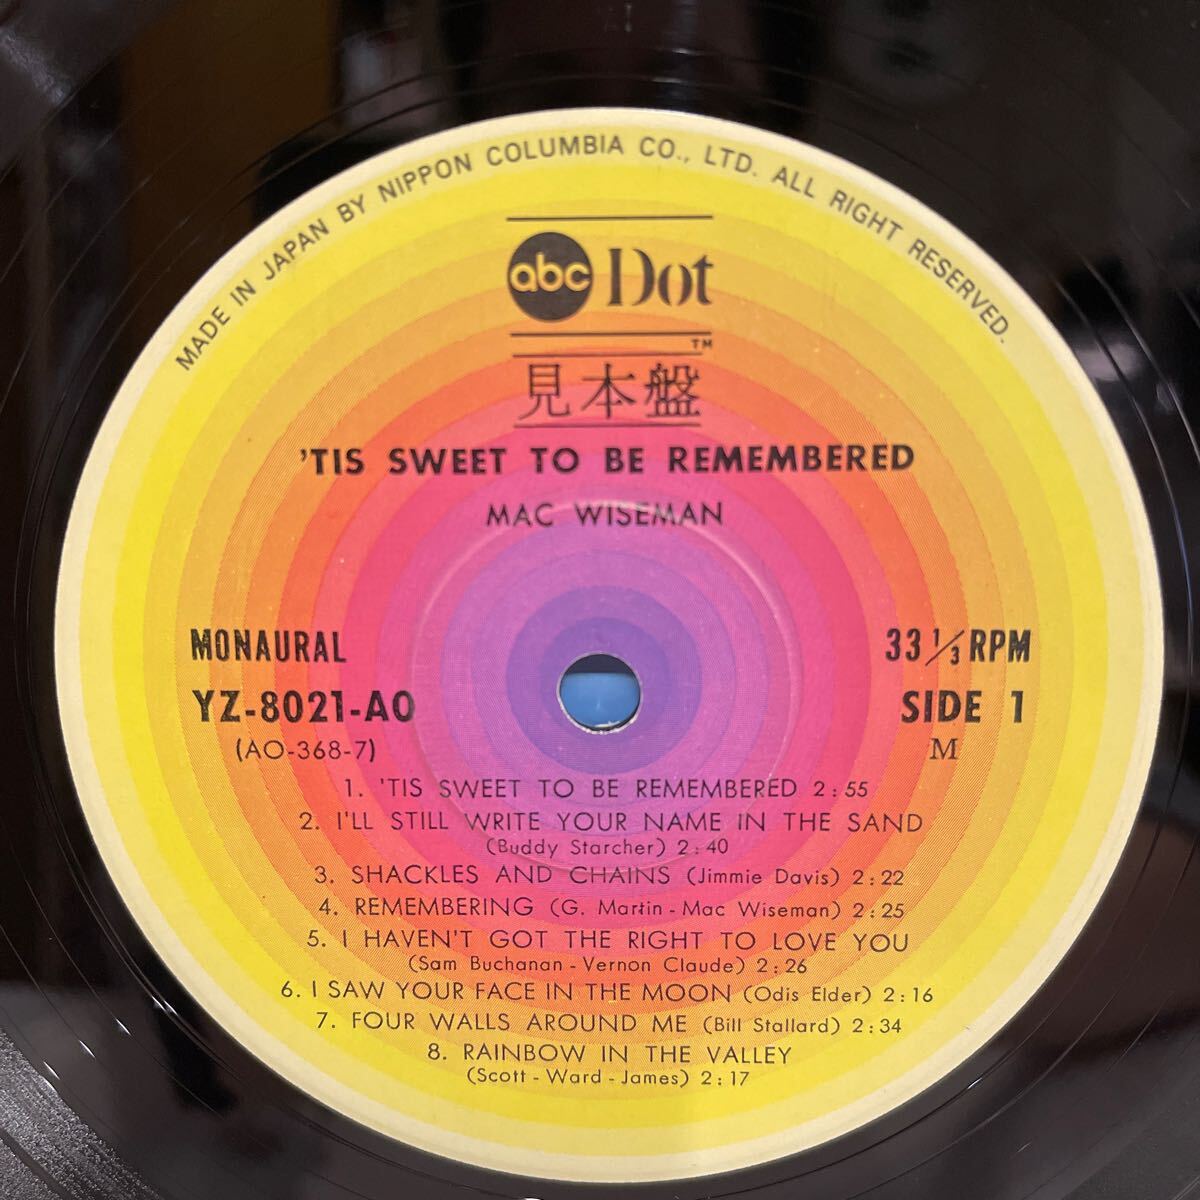 MADE IN JAPAN BY NIPPON COLUMBIA CO., LTD. ALL RIGHT RESERVED.
abc Dot
TM
見本盤
'TIS SWEET TO BE REMEMBERED
MAC WISEMAN
MONAURAL
33 1/3 RPM
YZ-8021-AO
SIDE 1
(AO-368-7)
M
1. 'TIS SWEET TO BE REMEMBERED 2:55
2. I'LL STILL WRITE YOUR NAME IN THE SAND
(Buddy Starcher) 2:40
3. SHACKLES AND CHAINS (Jimmie Davis) 2:22
4. REMEMBERING (G. Martin - Mac Wiseman) 2:25
5. I HAVEN'T GOT THE RIGHT TO LOVE YOU
(Sam Buchanan - Vernon Claude) 2:26
6. I SAW YOUR FACE IN THE MOON (Odis Elder) 2:16
7. FOUR WALLS AROUND ME (Bill Stallard) 2:34
8. RAINBOW IN THE VALLEY
(Scott - Ward - James) 2:17